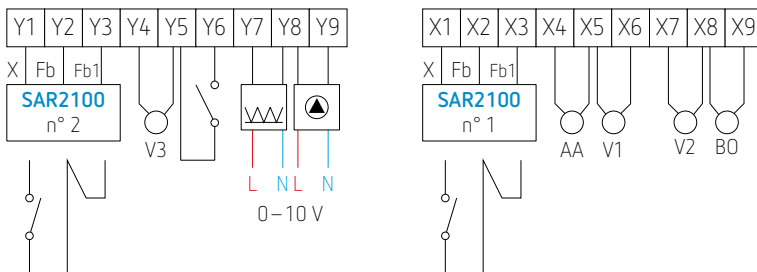 Y1 Y2 Y3 Y4 Y5 Y6 Y7 Y8 Y9
X Fb Fb1
SAR2100
n° 2
V3
L N L N
0–10 V
X1 X2 X3 X4 X5 X6 X7 X8 X9
X Fb Fb1
SAR2100
n° 1
AA V1 V2 BO